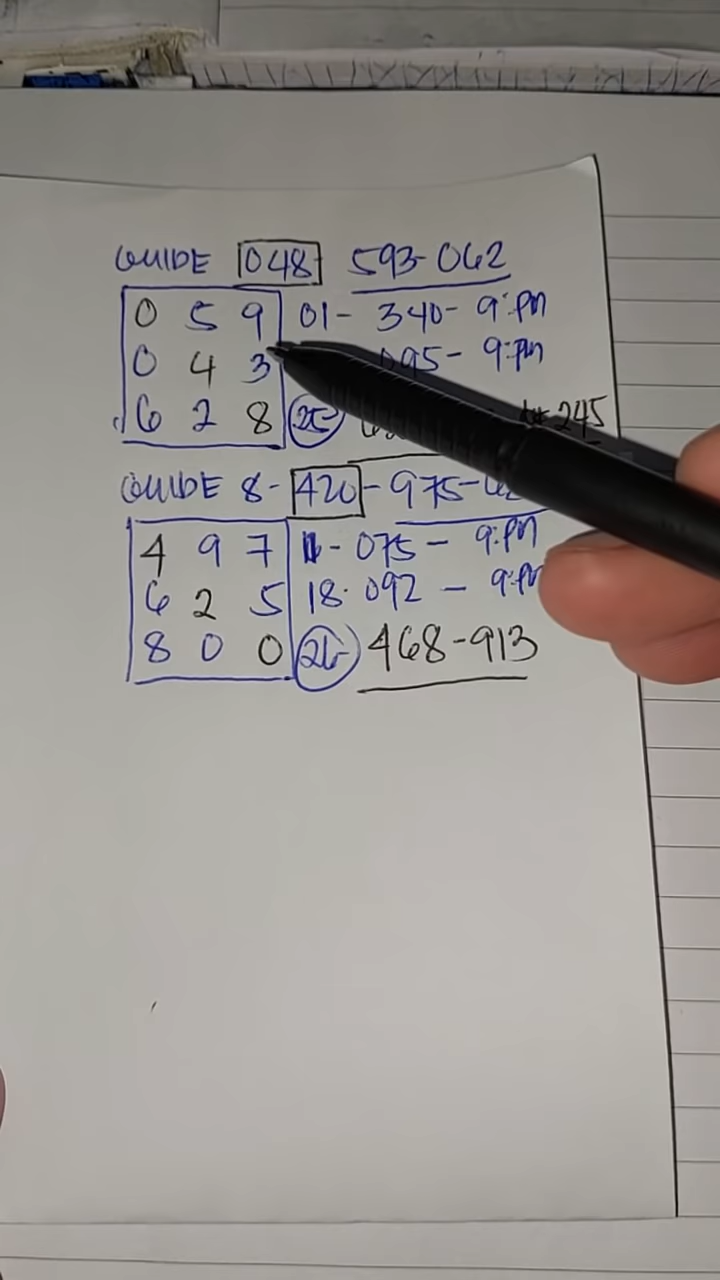 GUIDE 048 593-062
0 5 9 01- 340- 9:PM
0 4 3 095- 9:PM
6 2 8 25 245
GUIDE 8- 420-975-
4 9 7 -075- 9:PM
6 2 5 18-092 - 9:PM
8 0 0 26 468-913